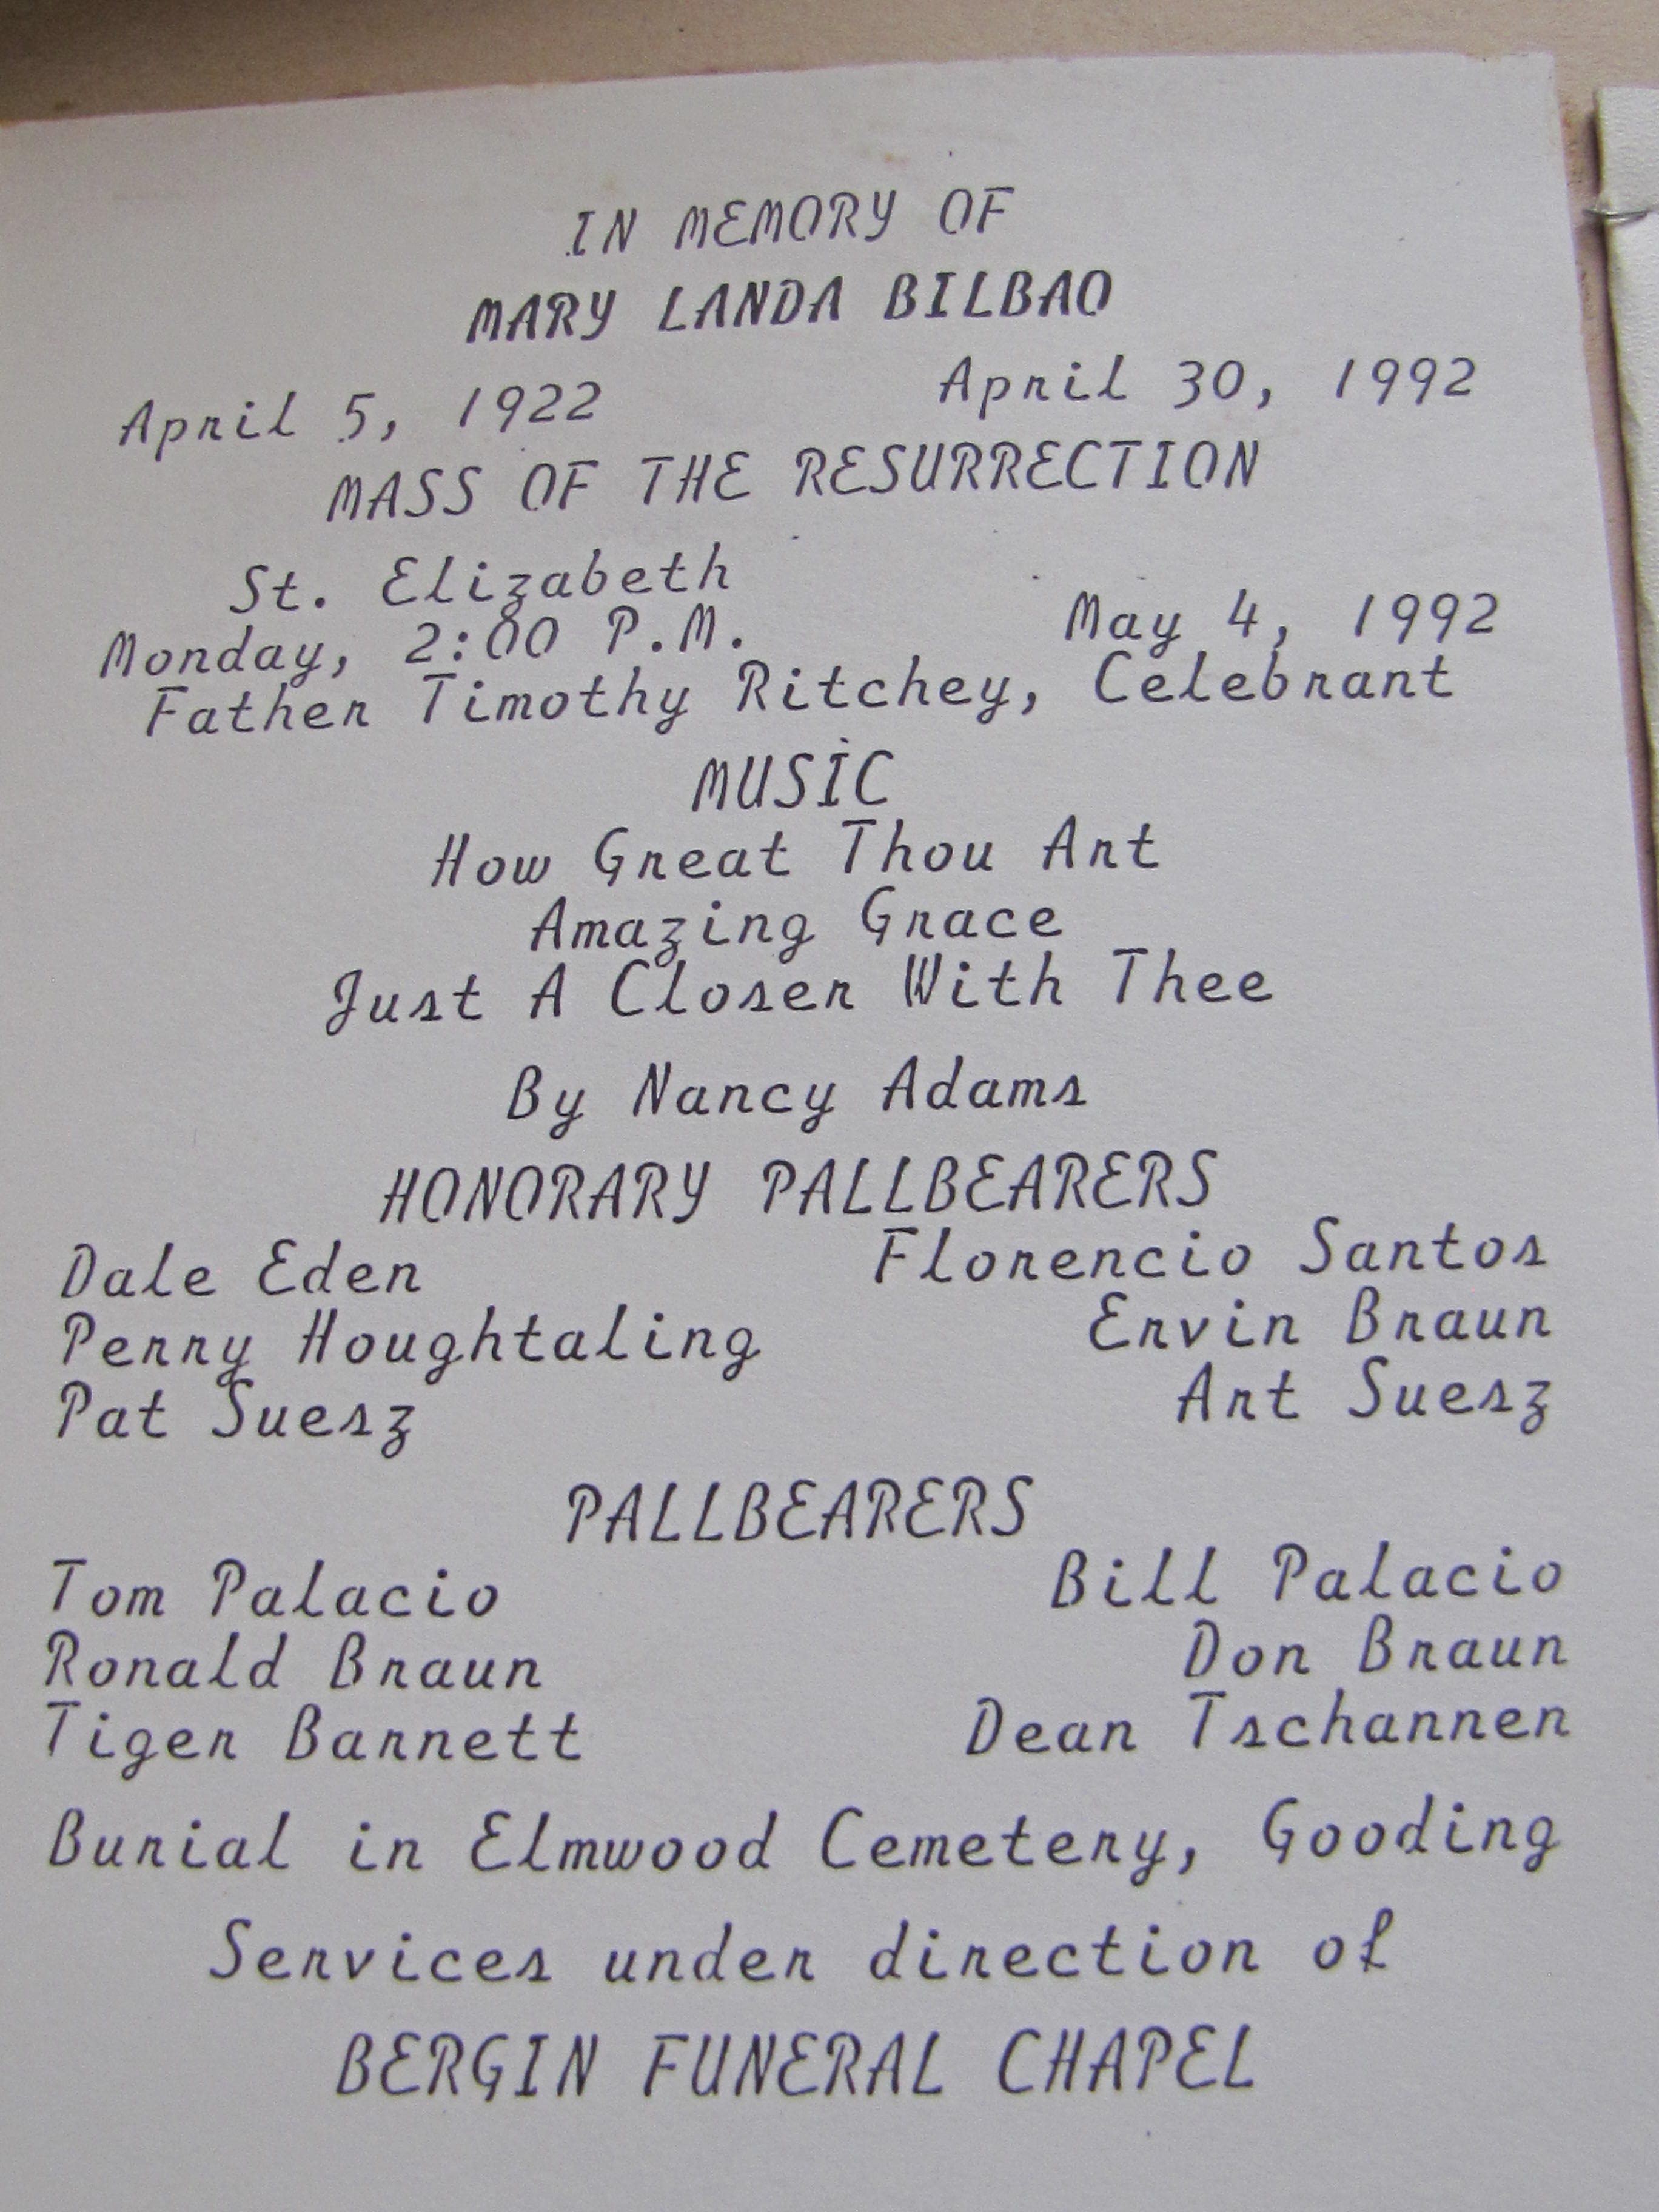 IN MEMORY OF
MARY LANDA BILBAO
April 5, 1922 April 30, 1992
MASS OF THE RESURRECTION
St. Elizabeth
Monday, 2:00 P.M. May 4, 1992
Father Timothy Ritchey, Celebrant
MUSIC
How Great Thou Art
Amazing Grace
Just A Closer With Thee
By Nancy Adams
HONORARY PALLBEARERS
Dale Eden Florencio Santos
Perry Houghtaling Ervin Braun
Pat Suesz Art Suesz
PALLBEARERS
Tom Palacio Bill Palacio
Ronald Braun Don Braun
Tiger Barrett Dean Tschannen
Burial in Elmwood Cemetery, Gooding
Services under direction of
BERGIN FUNERAL CHAPEL